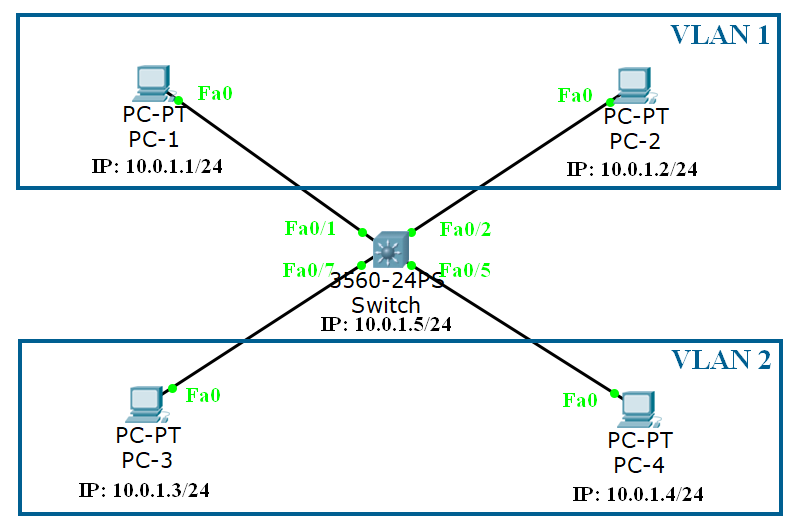 VLAN 1
Fa0
PC-PT
PC-1
IP: 10.0.1.1/24
Fa0
PC-PT
PC-2
IP: 10.0.1.2/24
Fa0/1
Fa0/2
Fa0/7
Fa0/5
3560-24PS
Switch
IP: 10.0.1.5/24
VLAN 2
Fa0
PC-PT
PC-3
IP: 10.0.1.3/24
Fa0
PC-PT
PC-4
IP: 10.0.1.4/24